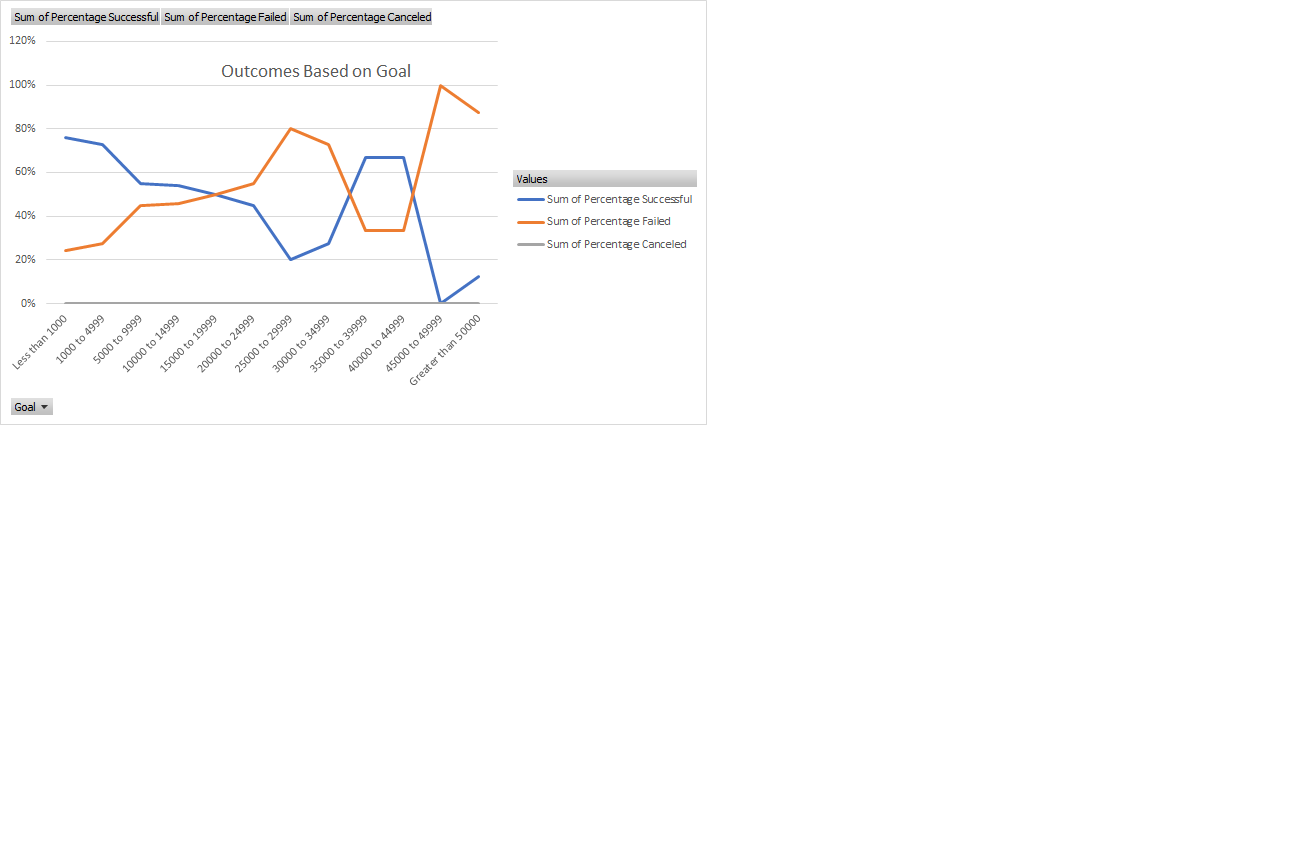 Sum of Percentage Successful Sum of Percentage Failed Sum of Percentage Canceled
Outcomes Based on Goal
120%
100%
80%
60%
40%
20%
0%
Less than 1000
1000 to 4999
5000 to 9999
10000 to 14999
15000 to 19999
20000 to 24999
25000 to 29999
30000 to 34999
35000 to 39999
40000 to 44999
45000 to 49999
Greater than 50000
Values
Sum of Percentage Successful
Sum of Percentage Failed
Sum of Percentage Canceled
Goal